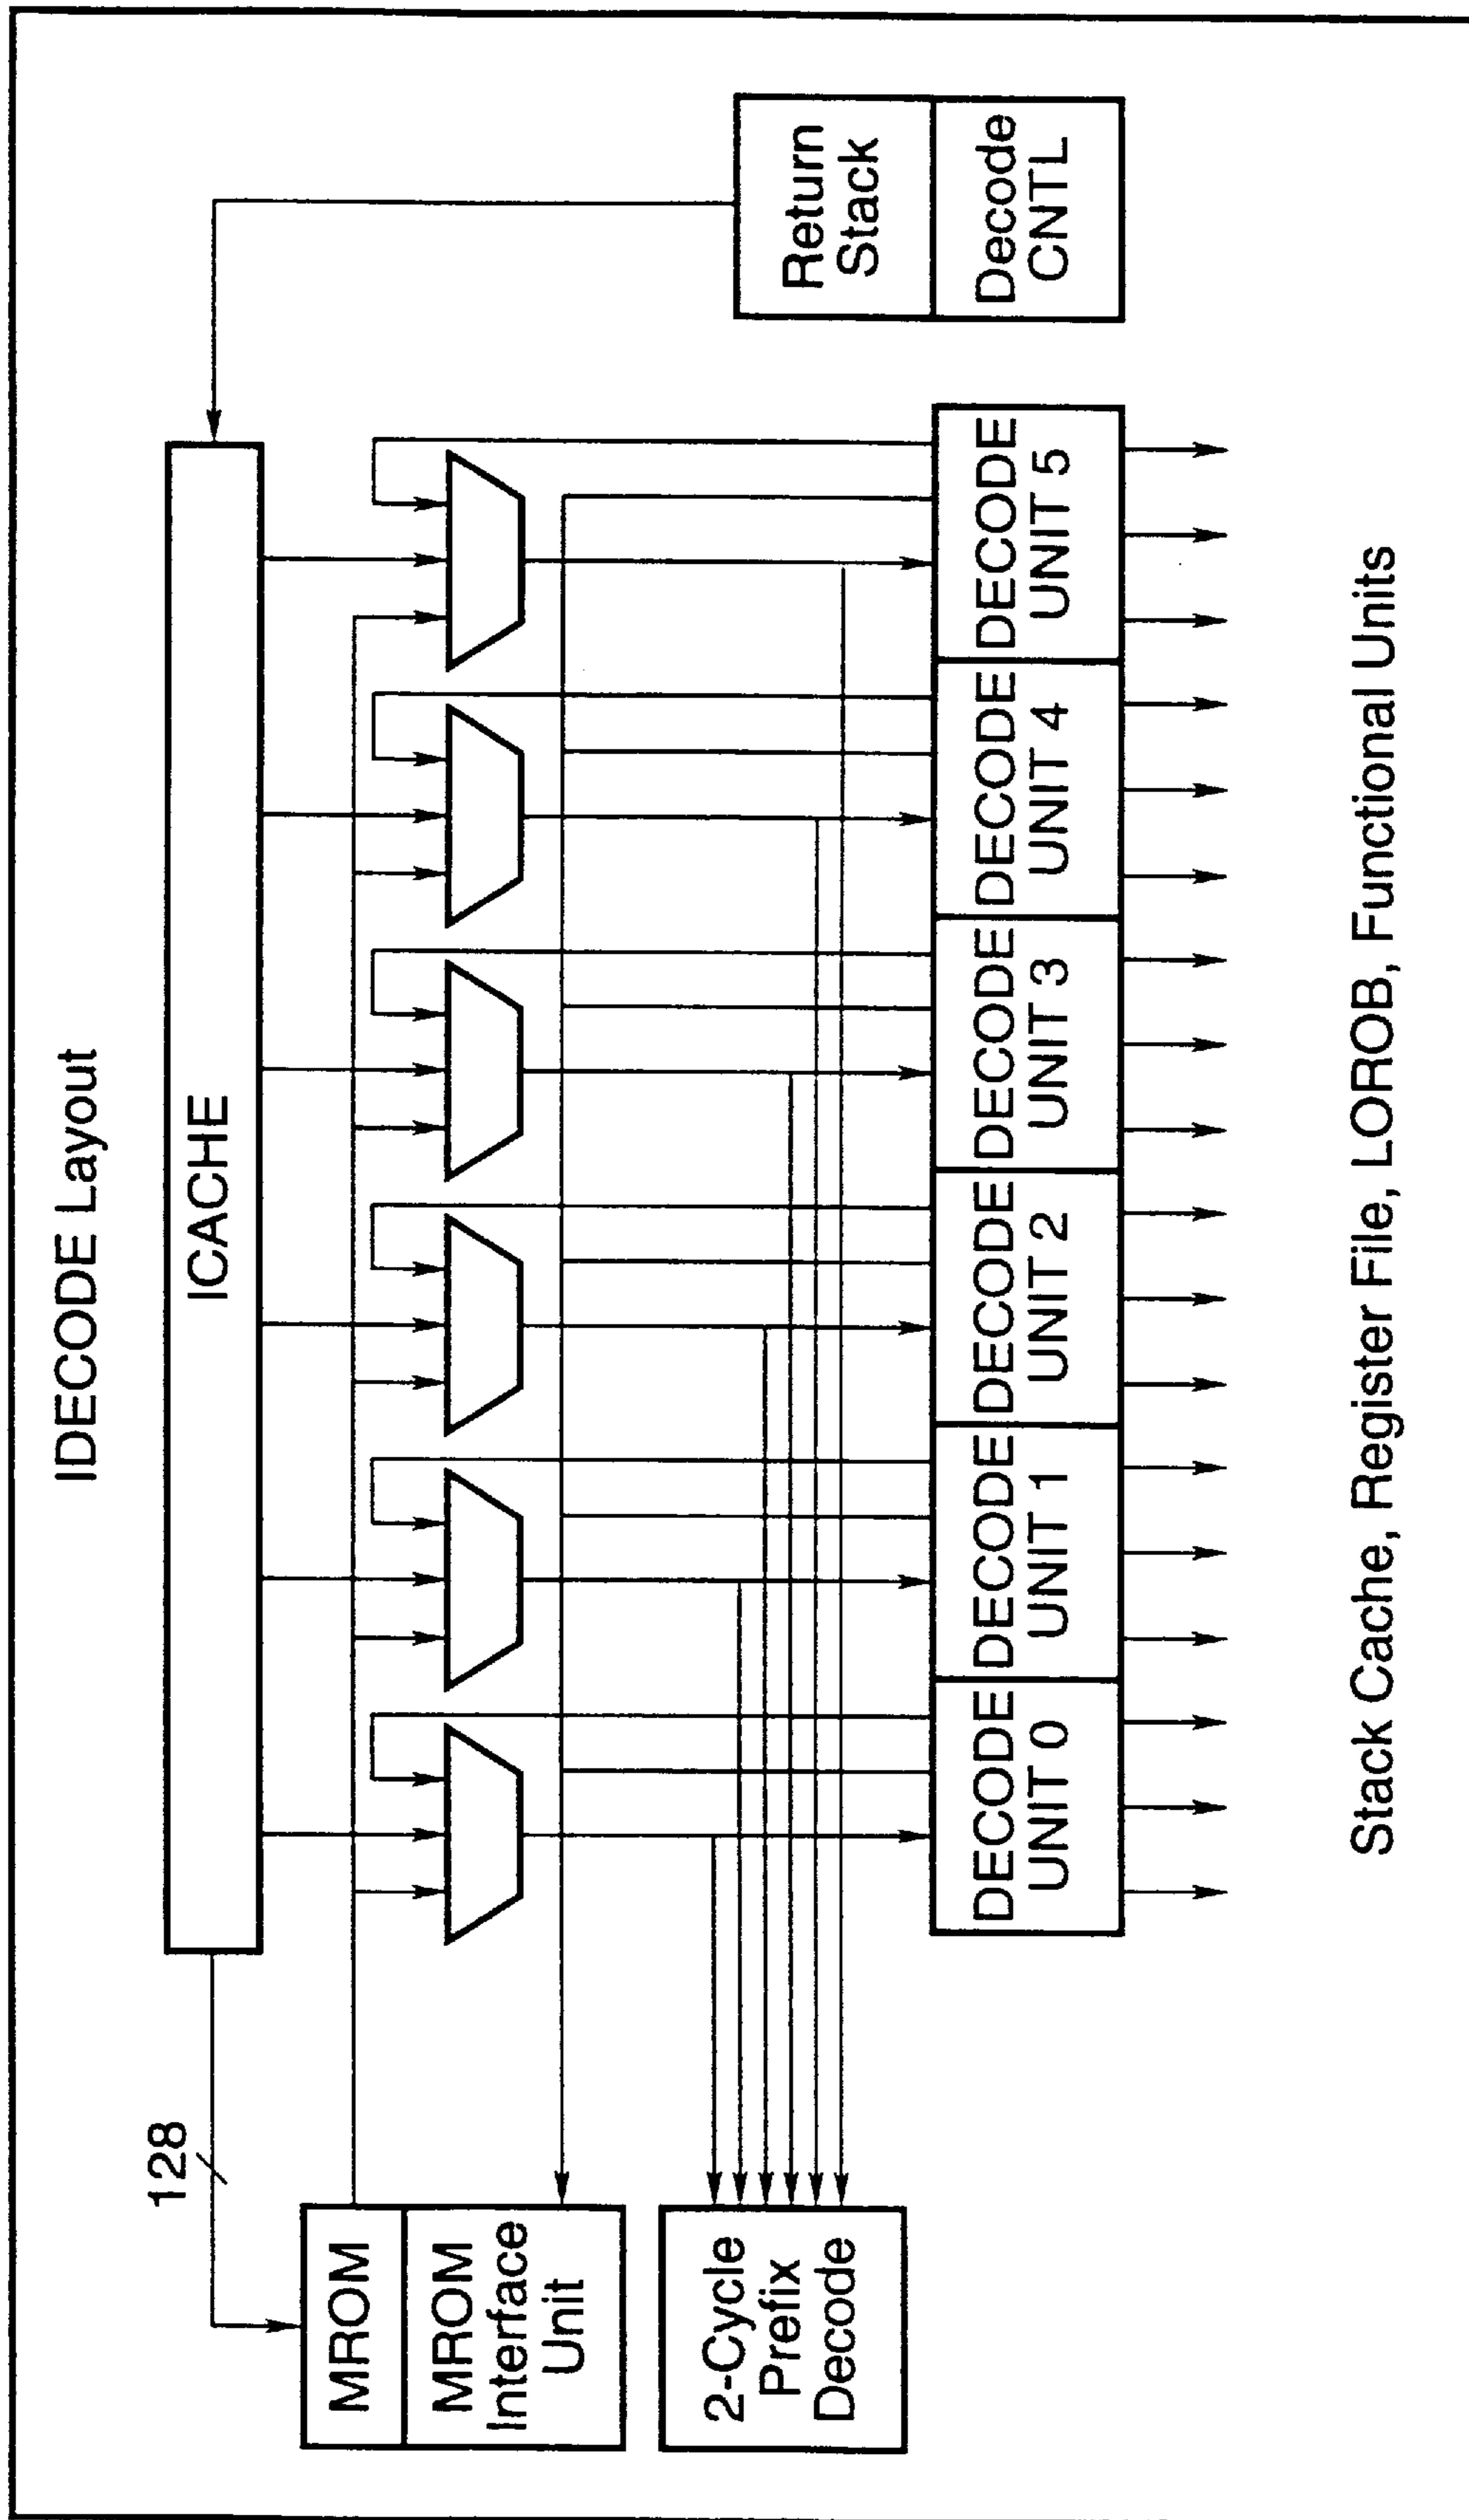 IDECODE Layout
128
ICACHE
MROM
MROM
Interface
Unit
2-Cycle
Prefix
Decode
Return
Stack
Decode
CNTL
DECODE
UNIT 0
DECODE
UNIT 1
DECODE
UNIT 2
DECODE
UNIT 3
DECODE
UNIT 4
DECODE
UNIT 5
Stack Cache, Register File, LOROB, Functional Units